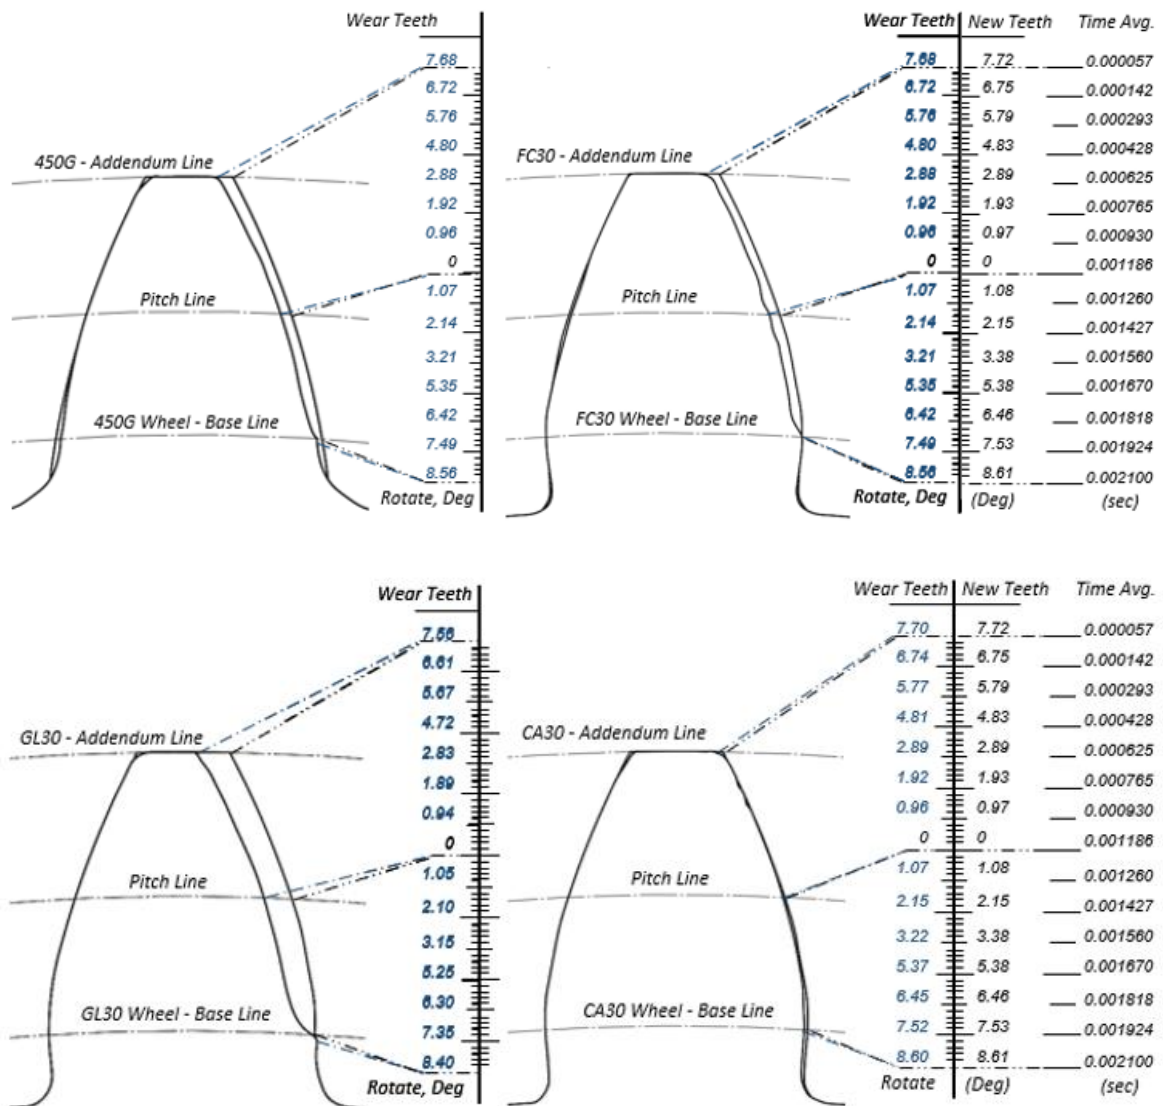 Wear Teeth
7.68
6.72
5.76
4.80
450G - Addendum Line
2.88
1.92
0.96
0
1.07
Pitch Line
2.14
3.21
5.35
450G Wheel - Base Line
6.42
7.49
8.56
Rotate, Deg
Wear Teeth New Teeth Time Avg.
7.68 7.72 0.000057
6.72 6.75 0.000142
5.76 5.79 0.000293
4.80 4.83 0.000428
FC30 - Addendum Line
2.88 2.89 0.000625
1.92 1.93 0.000765
0.96 0.97 0.000930
0 0 0.001186
1.07 1.08 0.001260
Pitch Line
2.14 2.15 0.001427
3.21 3.38 0.001560
5.35 5.38 0.001670
FC30 Wheel - Base Line
6.42 6.46 0.001818
7.49 7.53 0.001924
8.56 8.61 0.002100
Rotate, Deg (Deg) (sec)
Wear Teeth
7.56
6.61
5.67
4.72
GL30 - Addendum Line
2.83
1.89
0.94
0
1.05
Pitch Line
2.10
3.15
5.25
GL30 Wheel - Base Line
6.30
7.35
8.40
Rotate, Deg
Wear Teeth New Teeth Time Avg.
7.70 7.72 0.000057
6.74 6.75 0.000142
5.77 5.79 0.000293
4.81 4.83 0.000428
CA30 - Addendum Line
2.89 2.89 0.000625
1.92 1.93 0.000765
0.96 0.97 0.000930
0 0 0.001186
1.07 1.08 0.001260
Pitch Line
2.15 2.15 0.001427
3.22 3.38 0.001560
5.37 5.38 0.001670
CA30 Wheel - Base Line
6.45 6.46 0.001818
7.52 7.53 0.001924
8.60 8.61 0.002100
Rotate (Deg) (sec)